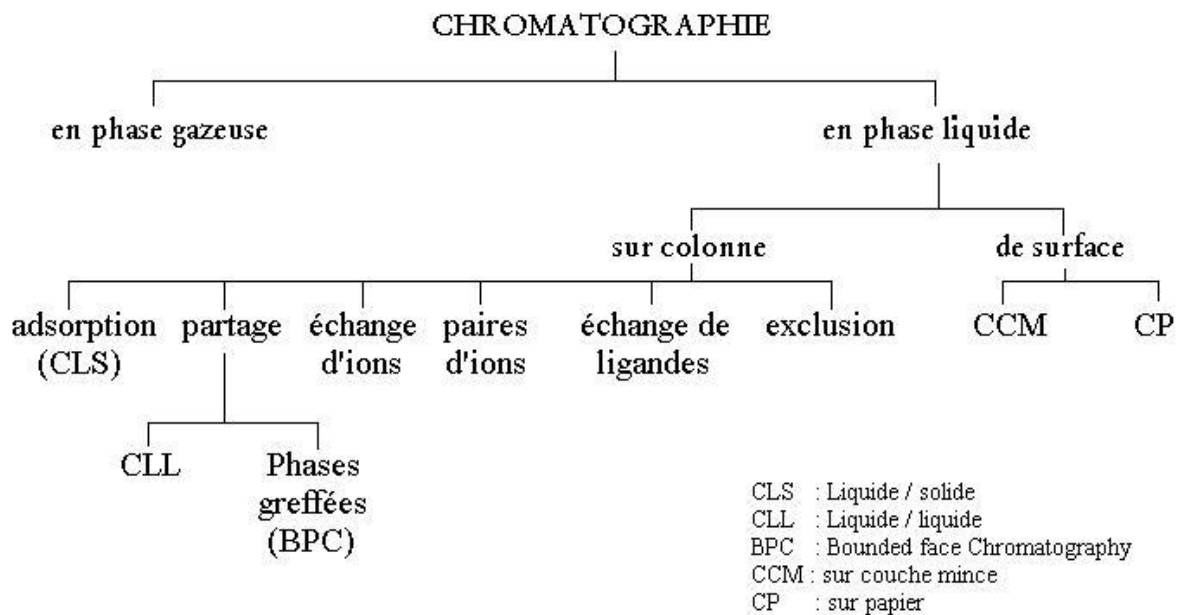 CHROMATOGRAPHIE
en phase gazeuse
en phase liquide
sur colonne
de surface
adsorption
(CLS)
partage
échange
d'ions
paires
d'ions
échange de
ligandes
exclusion
CCM
CP
CLL
Phases
greffées
(BPC)
CLS : Liquide / solide
CLL : Liquide / liquide
BPC : Bounded face Chromatography
CCM : sur couche mince
CP : sur papier